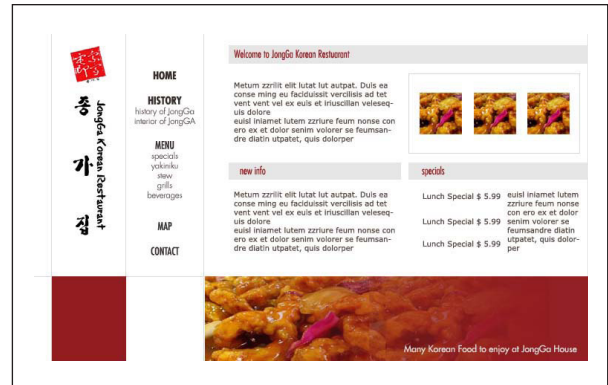 종가집
JongGa Korean Restaurant
HOME
HISTORY
history of JongGa
interior of JongGA
MENU
specials
yakiniku
stew
grills
beverages
MAP
CONTACT
Welcome to JongGa Korean Restuarant
Metum zzrilit elit lutat lut autpat. Duis ea
conse ming eu faciduissit vercilisis ad tet
vent vent vel ex euis et iriuscillan veleseq-
uis dolore
euisl iniamet lutem zzriure feum nonse con
ero ex et dolor senim volorer se feumsan-
dre diatin utpatet, quis dolorper
new info
Metum zzrilit elit lutat lut autpat. Duis ea
conse ming eu faciduissit vercilisis ad tet
vent vent vel ex euis et iriuscillan veleseq-
uis dolore
euisl iniamet lutem zzriure feum nonse con
ero ex et dolor senim volorer se feumsan-
dre diatin utpatet, quis dolorper
specials
Lunch Special $ 5.99
Lunch Special $ 5.99
Lunch Special $ 5.99
euisl iniamet lutem
zzriure feum nonse
con ero ex et dolor
senim volorer se
feumsandre diatin
utpatet, quis dolor-
per
Many Korean Food to enjoy at JongGa House